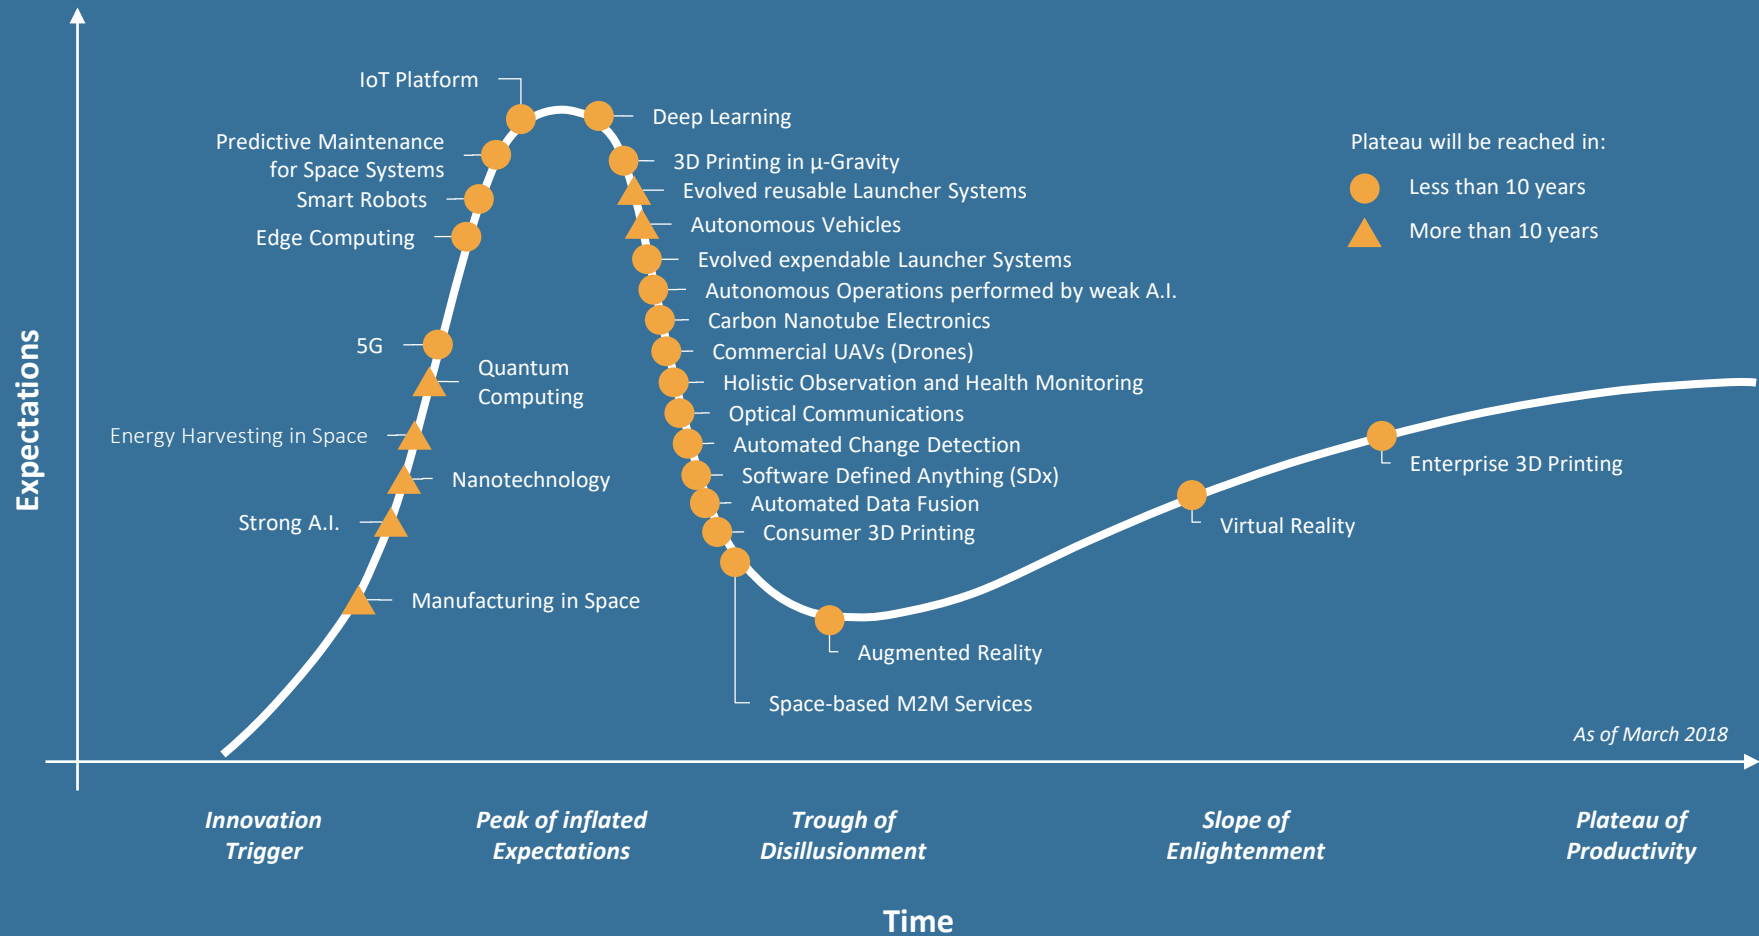 IoT Platform
Deep Learning
Predictive Maintenance
for Space Systems
3D Printing in µ-Gravity
Smart Robots
Evolved reusable Launcher Systems
Edge Computing
Autonomous Vehicles
Evolved expendable Launcher Systems
Autonomous Operations performed by weak A.I.
Carbon Nanotube Electronics
5G
Commercial UAVs (Drones)
Quantum
Computing
Holistic Observation and Health Monitoring
Optical Communications
Energy Harvesting in Space
Automated Change Detection
Nanotechnology
Software Defined Anything (SDx)
Automated Data Fusion
Strong A.I.
Consumer 3D Printing
Manufacturing in Space
Augmented Reality
Space-based M2M Services
Virtual Reality
Enterprise 3D Printing
Plateau will be reached in:
Less than 10 years
More than 10 years
As of March 2018
Expectations
Innovation
Trigger
Peak of inflated
Expectations
Trough of
Disillusionment
Slope of
Enlightenment
Plateau of
Productivity
Time